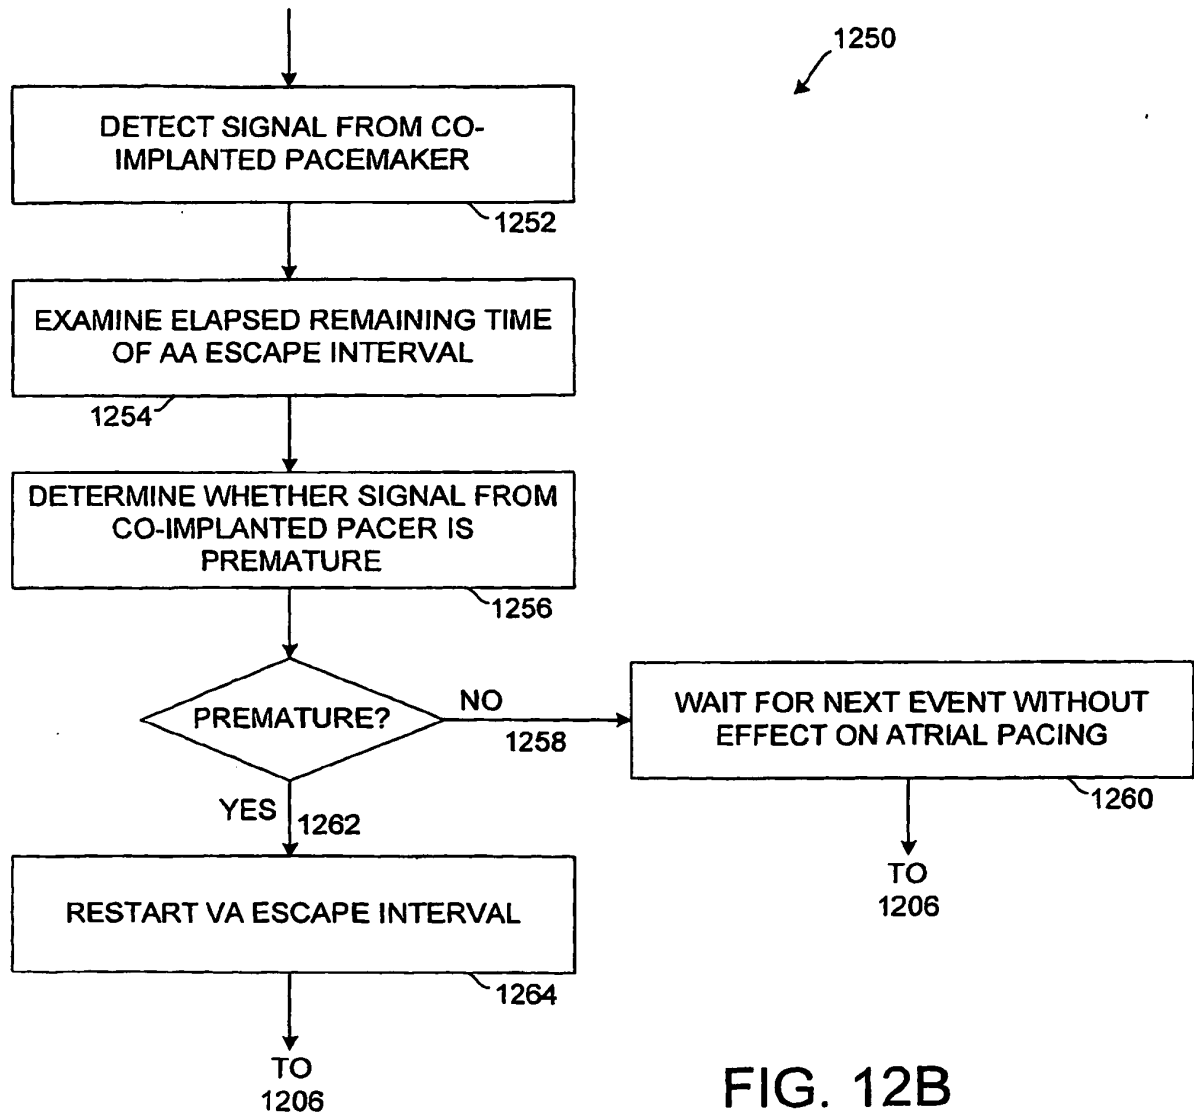 1250
DETECT SIGNAL FROM CO-
IMPLANTED PACEMAKER
1252
EXAMINE ELAPSED REMAINING TIME
OF AA ESCAPE INTERVAL
1254
DETERMINE WHETHER SIGNAL FROM
CO-IMPLANTED PACER IS
PREMATURE
1256
PREMATURE?
NO
1258
WAIT FOR NEXT EVENT WITHOUT
EFFECT ON ATRIAL PACING
1260
TO
1206
YES
1262
RESTART VA ESCAPE INTERVAL
1264
TO
1206
FIG. 12B